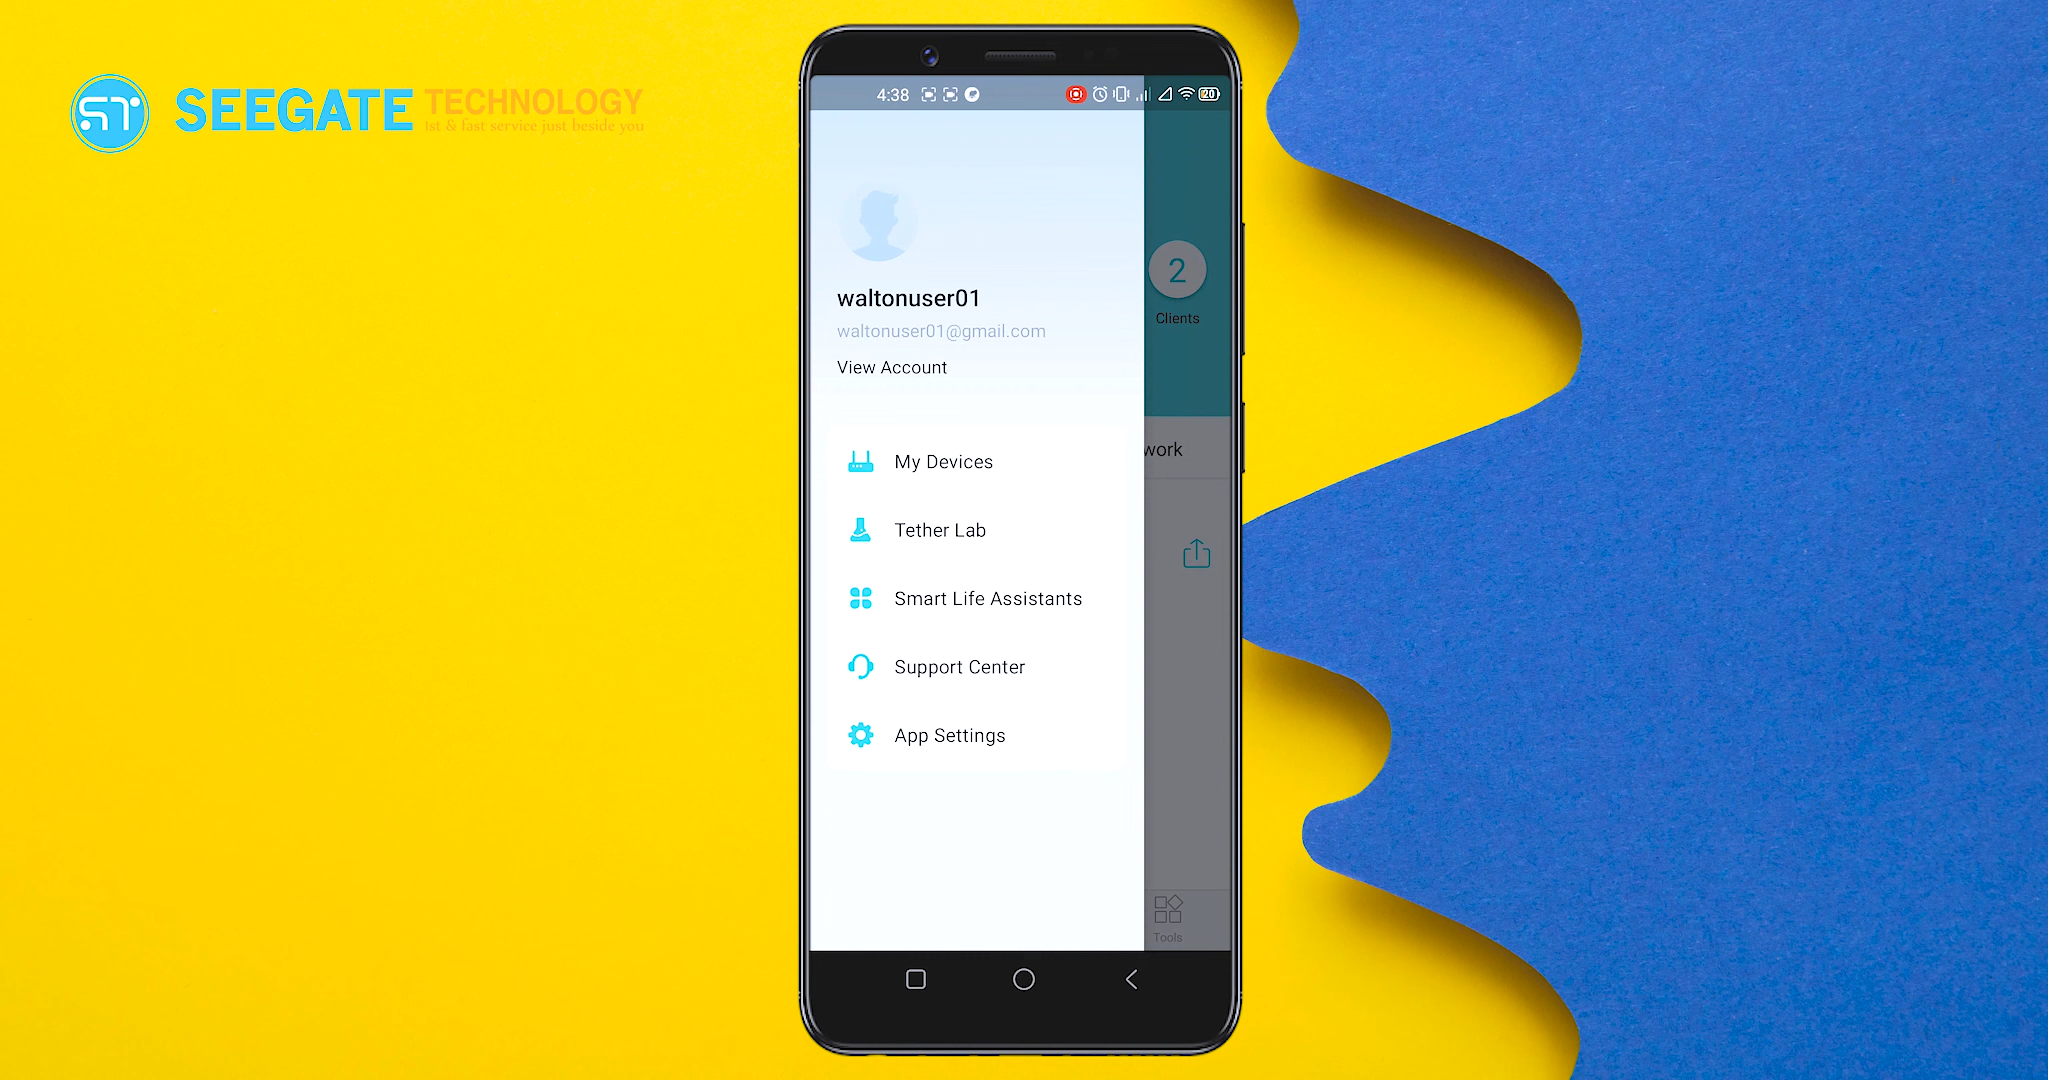 SEEGATE TECHNOLOGY
1st & fast service just beside you
4:38
20
waltonuser01
waltonuser01@gmail.com
View Account
My Devices
Tether Lab
Smart Life Assistants
Support Center
App Settings
2
Clients
work
Tools